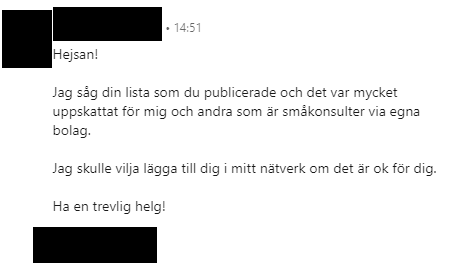 • 14:51
Hejsan!
Jag såg din lista som du publicerade och det var mycket
uppskattat för mig och andra som är småkonsulter via egna
bolag.
Jag skulle vilja lägga till dig i mitt nätverk om det är ok för dig.
Ha en trevlig helg!